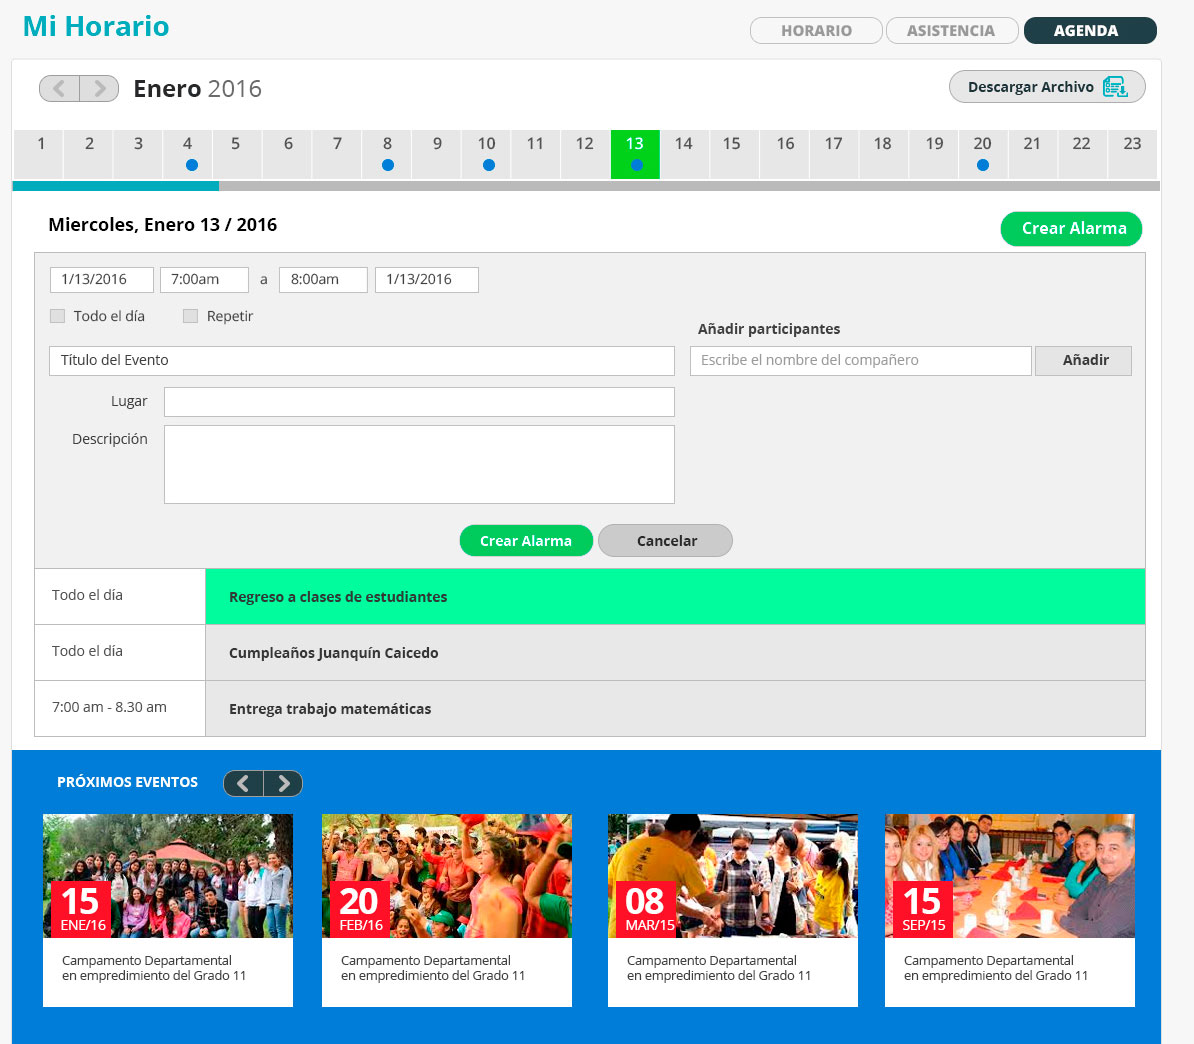 Mi Horario
HORARIO ASISTENCIA AGENDA
Enero 2016
Descargar Archivo
1 2 3 4 5 6 7 8 9 10 11 12 13 14 15 16 17 18 19 20 21 22 23
Miercoles, Enero 13 / 2016
Crear Alarma
1/13/2016 7:00am a 8:00am 1/13/2016
Todo el día Repetir
Añadir participantes
Título del Evento
Escribe el nombre del compañero Añadir
Lugar
Descripción
Crear Alarma Cancelar
Todo el día Regreso a clases de estudiantes
Todo el día Cumpleaños Juanquín Caicedo
7:00 am - 8.30 am Entrega trabajo matemáticas
PRÓXIMOS EVENTOS
15
ENE/16
Campamento Departamental
en empredimiento del Grado 11
20
FEB/16
Campamento Departamental
en empredimiento del Grado 11
08
MAR/15
Campamento Departamental
en empredimiento del Grado 11
15
SEP/15
Campamento Departamental
en empredimiento del Grado 11